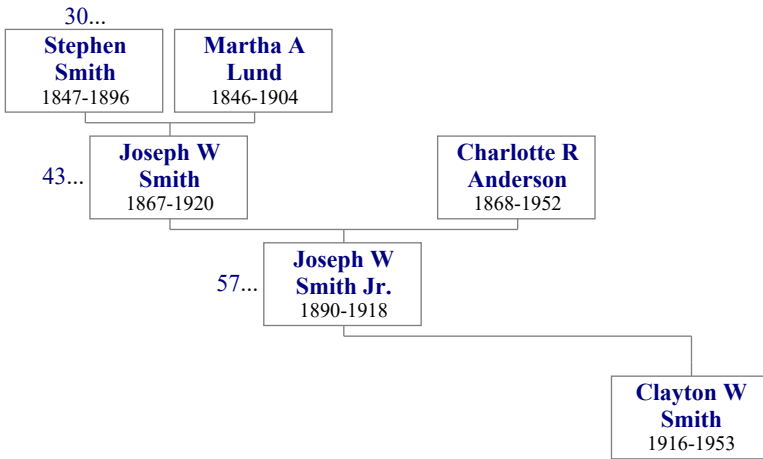 30...
Stephen
Smith
1847-1896
Martha A
Lund
1846-1904
43...
Joseph W
Smith
1867-1920
Charlotte R
Anderson
1868-1952
57...
Joseph W
Smith Jr.
1890-1918
Clayton W
Smith
1916-1953